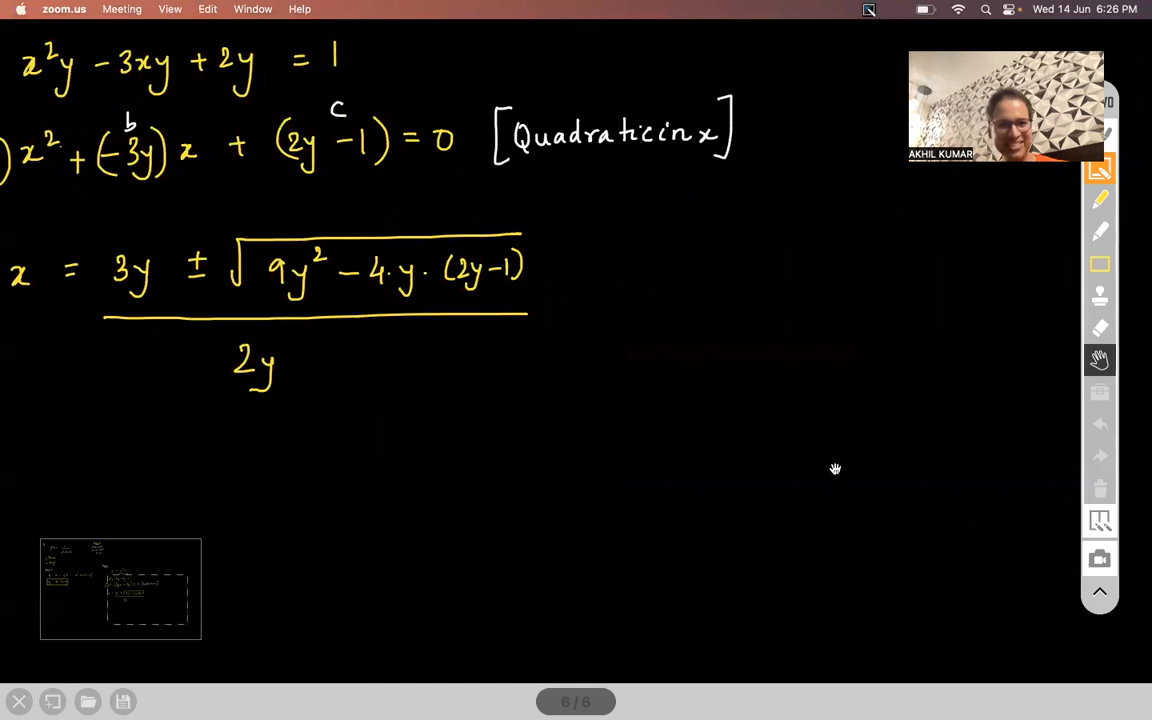 zoom.us Meeting View Edit Window Help Wed 14 Jun 6:26 PM
x²y - 3xy + 2y = 1
b c
) x² + (-3y) x + (2y - 1) = 0 [Quadratic in x]
AKHIL KUMAR
x = 3y ± √9y² - 4·y·(2y-1)
2y
6/6